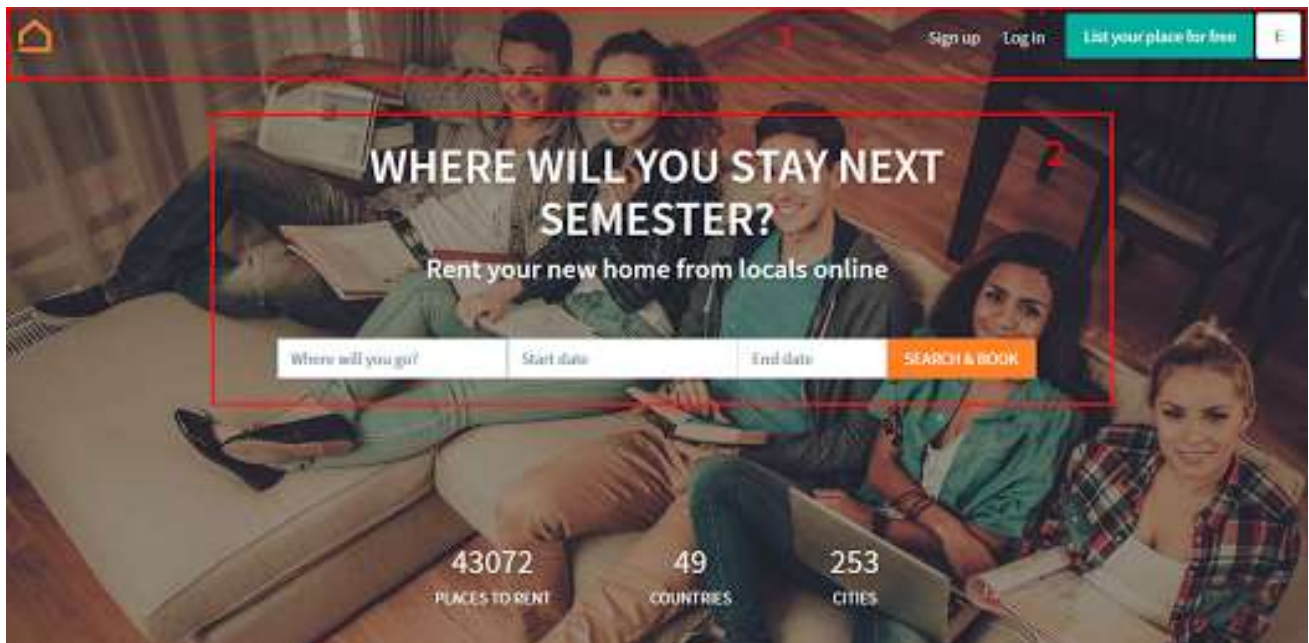 1
Sign up Log In List your place for free E
2
WHERE WILL YOU STAY NEXT
SEMESTER?
Rent your new home from locals online
Where will you go? Start date End date SEARCH & BOOK
43072 49 253
PLACES TO RENT COUNTRIES CITIES